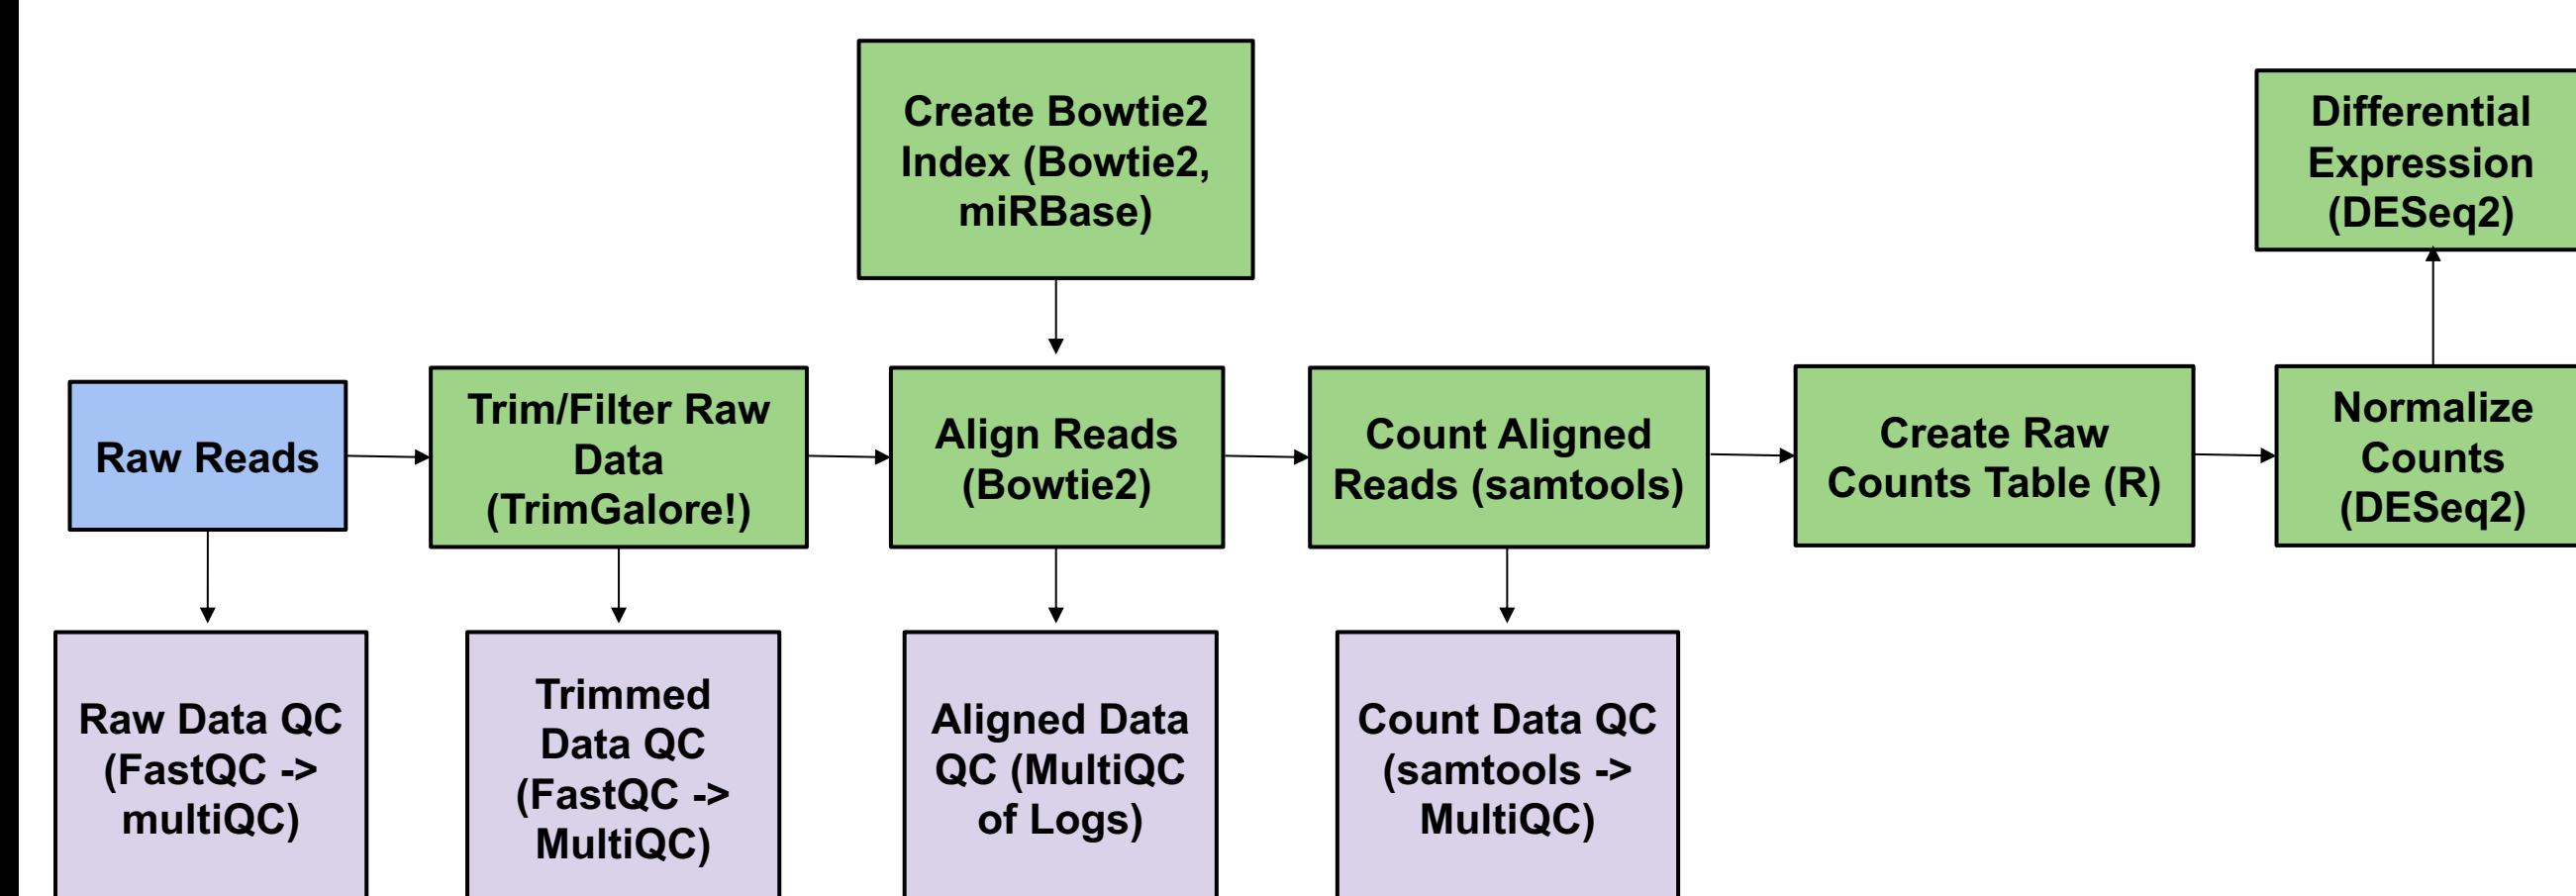 Create Bowtie2
Index (Bowtie2,
miRBase)
Differential
Expression
(DESeq2)
Raw Reads
Trim/Filter Raw
Data
(TrimGalore!)
Align Reads
(Bowtie2)
Count Aligned
Reads (samtools)
Create Raw
Counts Table (R)
Normalize
Counts
(DESeq2)
Raw Data QC
(FastQC ->
multiQC)
Trimmed
Data QC
(FastQC ->
MultiQC)
Aligned Data
QC (MultiQC
of Logs)
Count Data QC
(samtools ->
MultiQC)